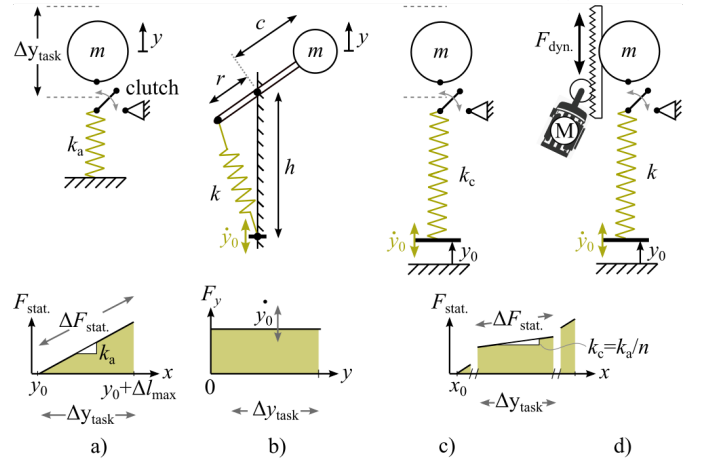 Δy_task
m
y
clutch
k_a
c
r
m
y
h
k
ẏ_0
m
k_c
ẏ_0
y_0
F_dyn.
m
M
k
ẏ_0
y_0
F_stat.
ΔF_stat.
k_a
y_0
y_0+Δl_max
x
Δy_task
F_y
ẏ_0
0
y
Δy_task
F_stat.
ΔF_stat.
k_c=k_a/n
x_0
x
Δy_task
a)
b)
c)
d)